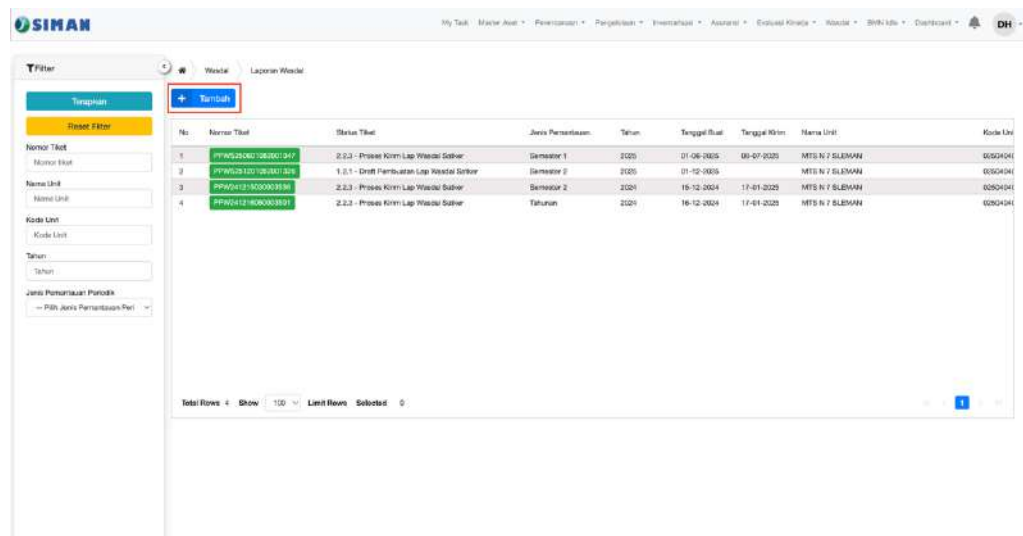 SIMAN
My Task Master Aset Perencanaan Pengelolaan Inventarisasi Asuransi Evaluasi Kinerja Wasdal BMN Idle Dashboard DH
Filter
Wasdal Laporan Wasdal
Terapkan
+ Tambah
Reset Filter
No Nomor Tiket Status Tiket Jenis Pemantauan Tahun Tanggal Buat Tanggal Kirim Nama Unit Kode Uni
Nomor Tiket
Nomor tiket
1 2.2.3 - Proses Kirim Lap Wasdal Satker Semester 1 2025 01-06-2025 08-07-2025 MTS N 7 SLEMAN
2 1.2.1 - Draft Pembuatan Lap Wasdal Satker Semester 2 2025 01-12-2025 MTS N 7 SLEMAN
Nama Unit
3 2.2.3 - Proses Kirim Lap Wasdal Satker Semester 2 2024 15-12-2024 17-01-2025 MTS N 7 SLEMAN
Nama Unit
4 2.2.3 - Proses Kirim Lap Wasdal Satker Tahunan 2024 16-12-2024 17-01-2025 MTS N 7 SLEMAN
Kode Unit
Kode Unit
Tahun
Tahun
Jenis Pemantauan Periodik
-- Pilih Jenis Pemantauan Peri
Total Rows 4 Show 100 Limit Rows Selected 0
1